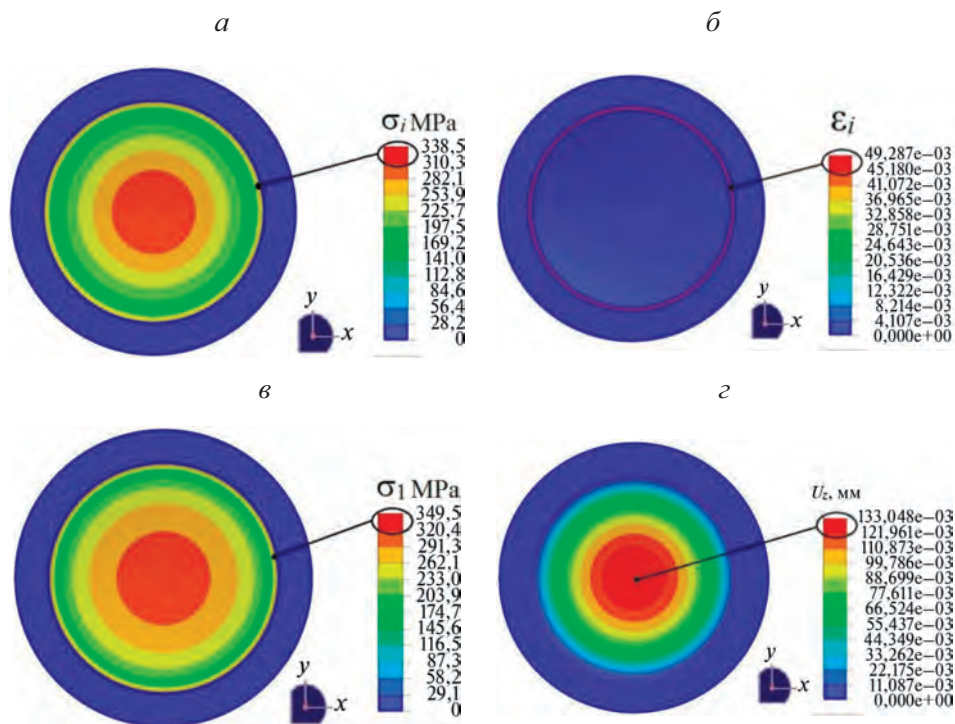 а
б
σi MPa
338,5
310,3
282,1
253,9
225,7
197,5
169,2
141,0
112,8
84,6
56,4
28,2
0
y
x
εi
49,287e−03
45,180e−03
41,072e−03
36,965e−03
32,858e−03
28,751e−03
24,643e−03
20,536e−03
16,429e−03
12,322e−03
8,214e−03
4,107e−03
0,000e+00
y
x
в
г
σ1 MPa
349,5
320,4
291,3
262,1
233,0
203,9
174,7
145,6
116,5
87,3
58,2
29,1
0
y
x
Uz, мм
133,048e−03
121,961e−03
110,873e−03
99,786e−03
88,699e−03
77,611e−03
66,524e−03
55,437e−03
44,349e−03
33,262e−03
22,175e−03
11,087e−03
0,000e+00
y
x